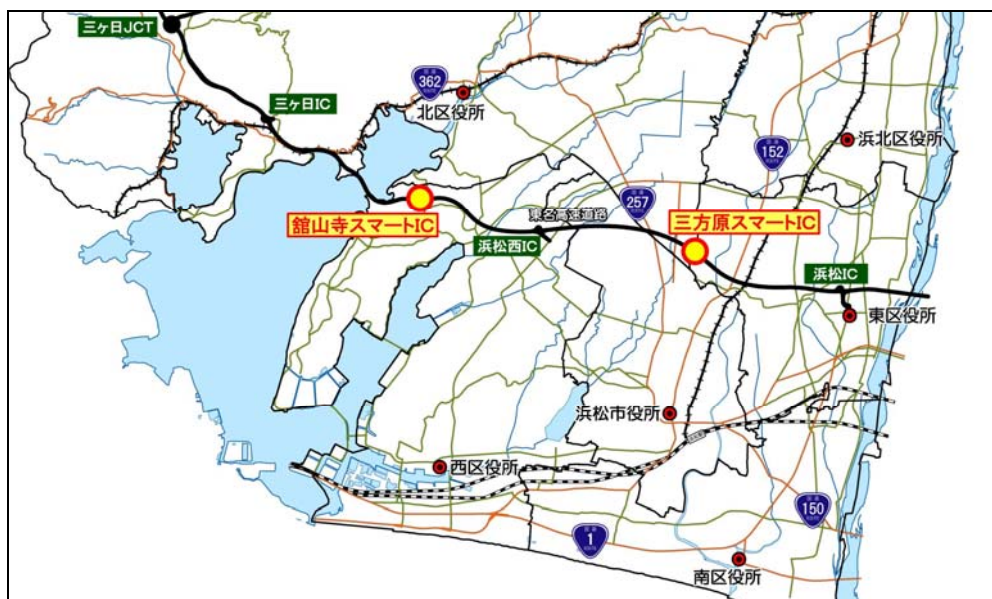 三ヶ日JCT
三ヶ日IC
362
北区役所
152
浜北区役所
257
東名高速道路
舘山寺スマートIC
浜松西IC
三方原スマートIC
浜松IC
東区役所
浜松市役所
西区役所
1
150
南区役所